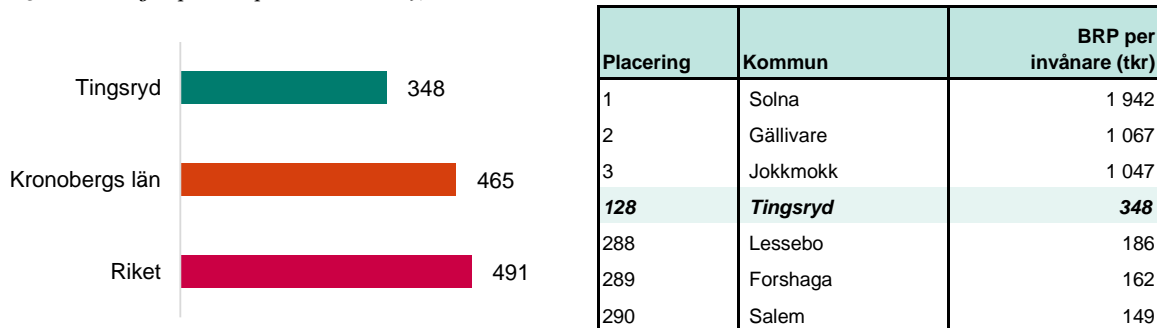 Tingsryd 348
Kronobergs län 465
Riket 491
Placering Kommun BRP per invånare (tkr)
1 Solna 1 942
2 Gällivare 1 067
3 Jokkmokk 1 047
128 Tingsryd 348
288 Lessebo 186
289 Forshaga 162
290 Salem 149